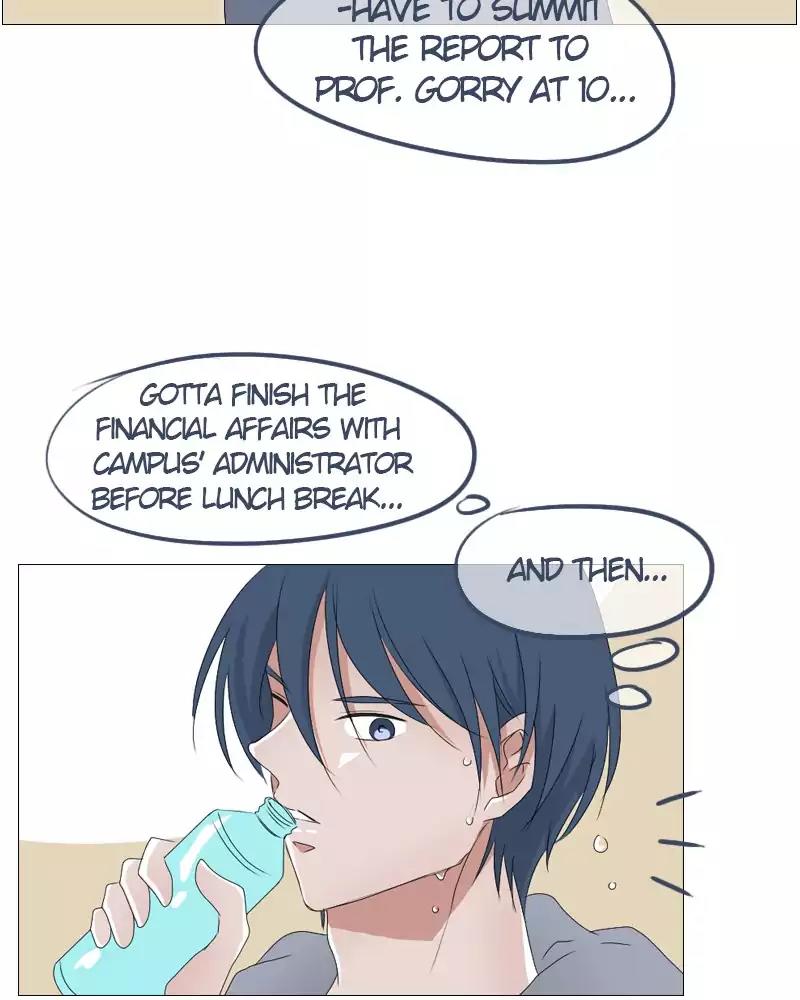 -HAVE TO SUMMIT
THE REPORT TO
PROF. GORRY AT 10...
GOTTA FINISH THE
FINANCIAL AFFAIRS WITH
CAMPUS' ADMINISTRATOR
BEFORE LUNCH BREAK...
AND THEN...